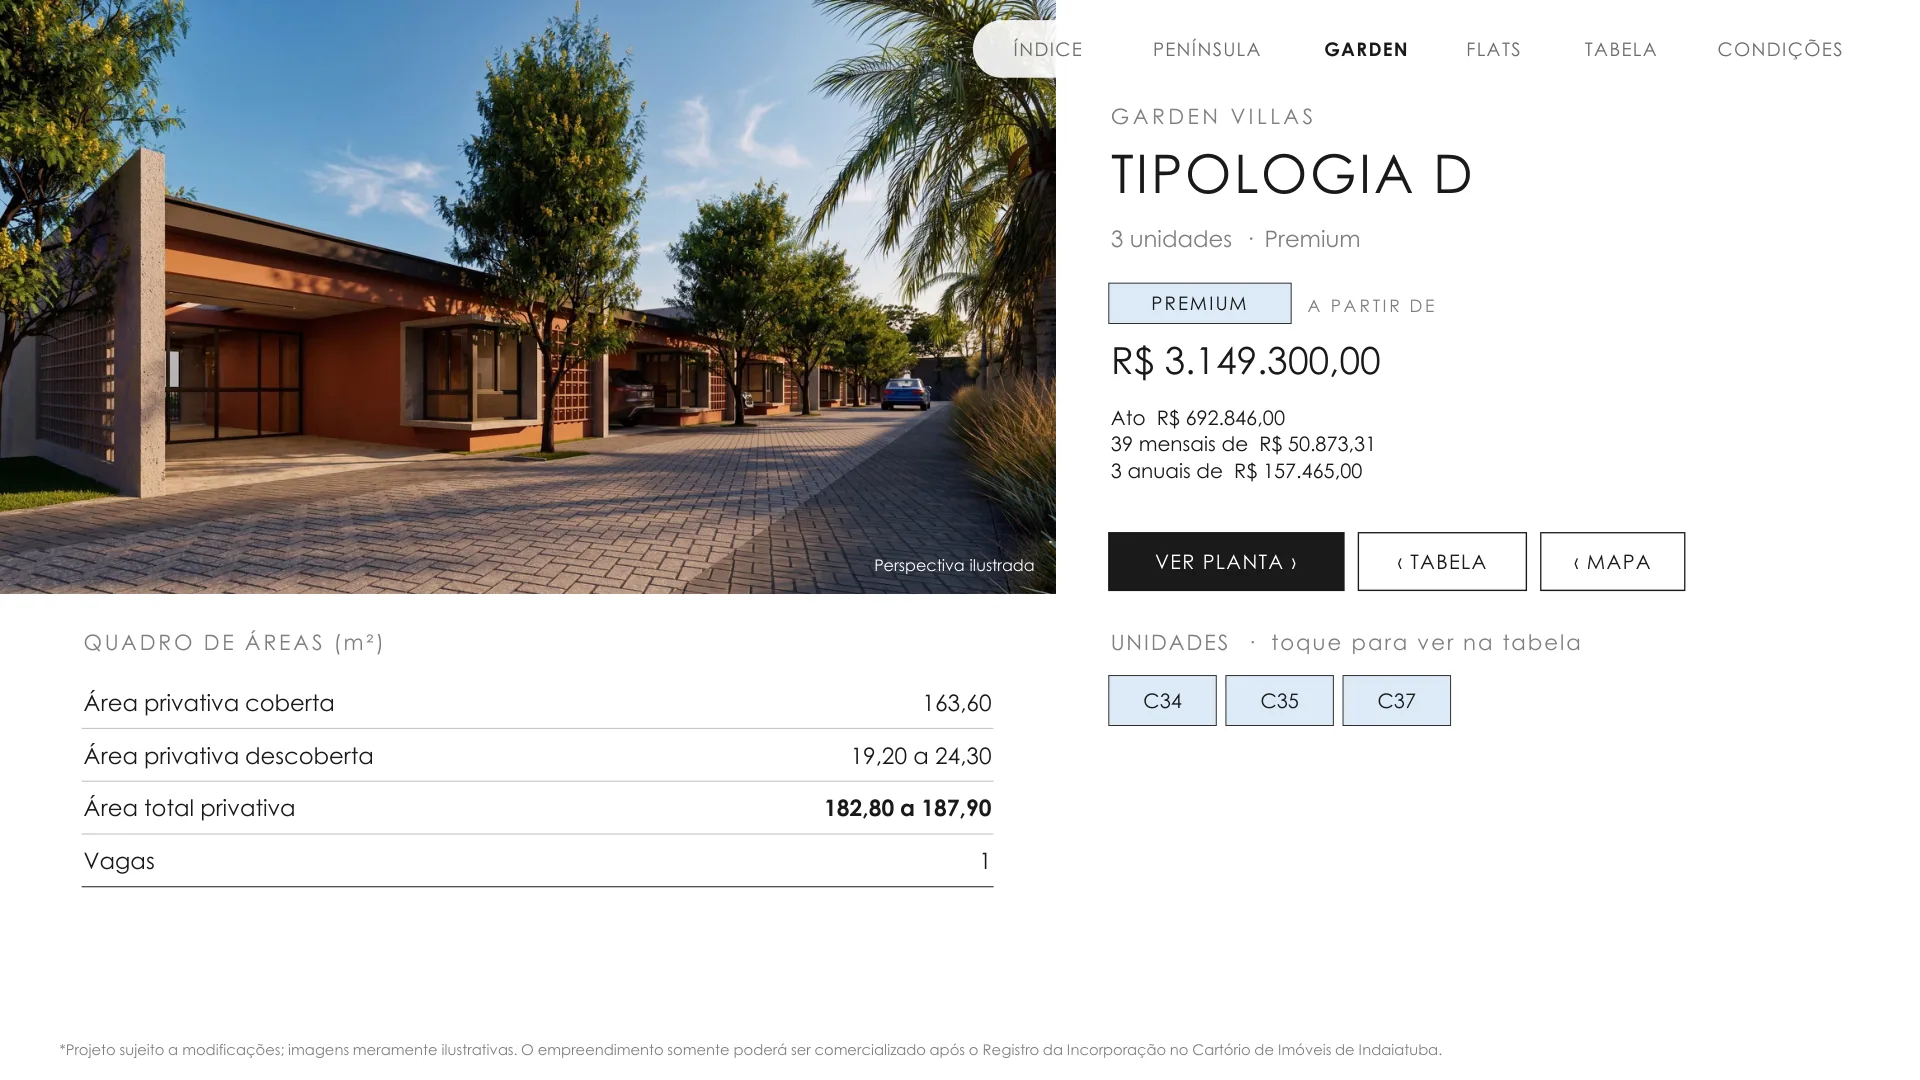 ÍNDICE PENÍNSULA GARDEN FLATS TABELA CONDIÇÕES
GARDEN VILLAS
TIPOLOGIA D
3 unidades · Premium
PREMIUM A PARTIR DE
R$ 3.149.300,00
Ato R$ 692.846,00
39 mensais de R$ 50.873,31
3 anuais de R$ 157.465,00
VER PLANTA › ‹ TABELA ‹ MAPA
Perspectiva ilustrada
QUADRO DE ÁREAS (m²)
Área privativa coberta 163,60
Área privativa descoberta 19,20 a 24,30
Área total privativa 182,80 a 187,90
Vagas 1
UNIDADES · toque para ver na tabela
C34 C35 C37
*Projeto sujeito a modificações; imagens meramente ilustrativas. O empreendimento somente poderá ser comercializado após o Registro da Incorporação no Cartório de Imóveis de Indaiatuba.